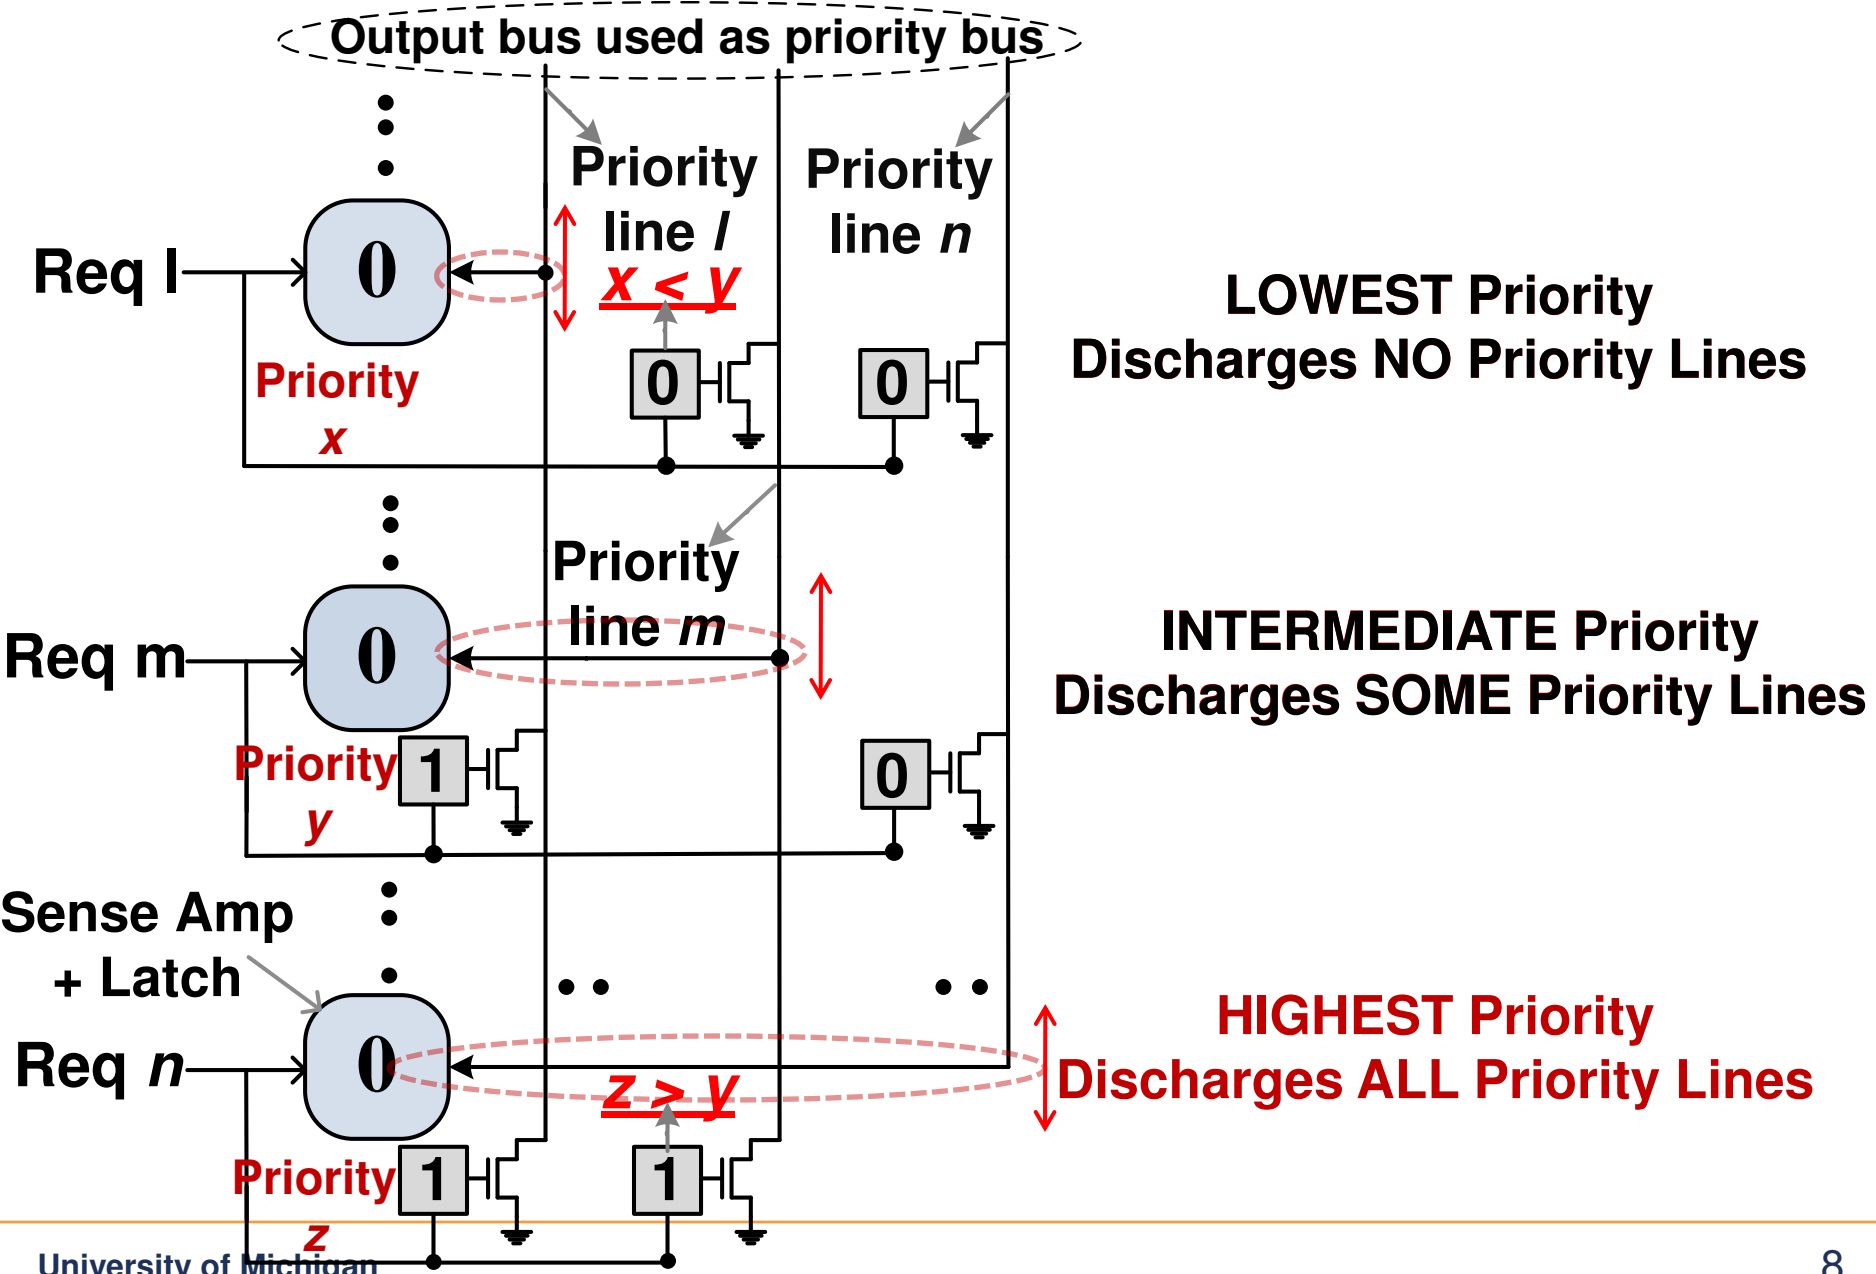 Output bus used as priority bus
Priority
line l
Priority
line n
Req l
0
x < y
LOWEST Priority
Discharges NO Priority Lines
0
0
Priority
x
Priority
line m
Req m
0
INTERMEDIATE Priority
Discharges SOME Priority Lines
Priority
y
1
0
Sense Amp
+ Latch
Req n
0
z > y
HIGHEST Priority
Discharges ALL Priority Lines
Priority
z
1
1
University of Michigan
8